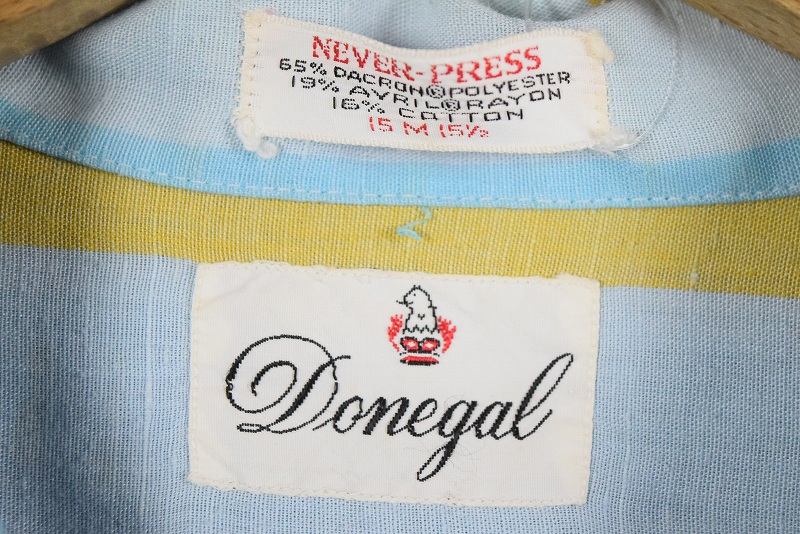 NEVER-PRESS
65% DACRON®POLYESTER
19% AVRIL®RAYON
16% COTTON
15 M 15½
Donegal